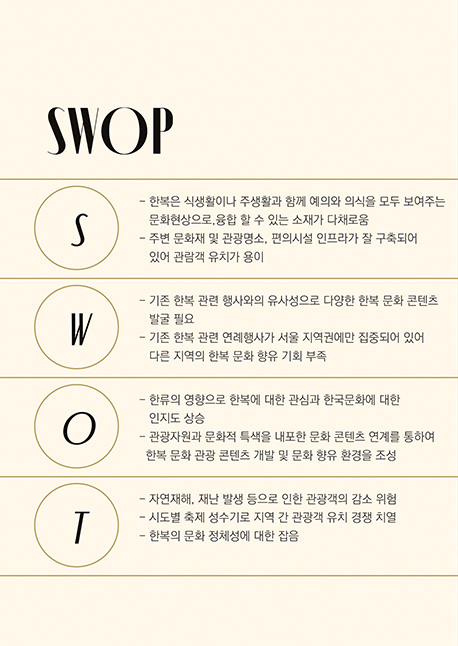 SWOP
S
– 한복은 식생활이나 주생활과 함께 예의와 의식을 모두 보여주는
문화현상으로,융합 할 수 있는 소재가 다채로움
– 주변 문화재 및 관광명소, 편의시설 인프라가 잘 구축되어
있어 관람객 유치가 용이
W
– 기존 한복 관련 행사와의 유사성으로 다양한 한복 문화 콘텐츠
발굴 필요
– 기존 한복 관련 연례행사가 서울 지역권에만 집중되어 있어
다른 지역의 한복 문화 향유 기회 부족
O
– 한류의 영향으로 한복에 대한 관심과 한국문화에 대한
인지도 상승
– 관광자원과 문화적 특색을 내포한 문화 콘텐츠 연계를 통하여
한복 문화 관광 콘텐츠 개발 및 문화 향유 환경을 조성
T
– 자연재해, 재난 발생 등으로 인한 관광객의 감소 위험
– 시도별 축제 성수기로 지역 간 관광객 유치 경쟁 치열
– 한복의 문화 정체성에 대한 잡음